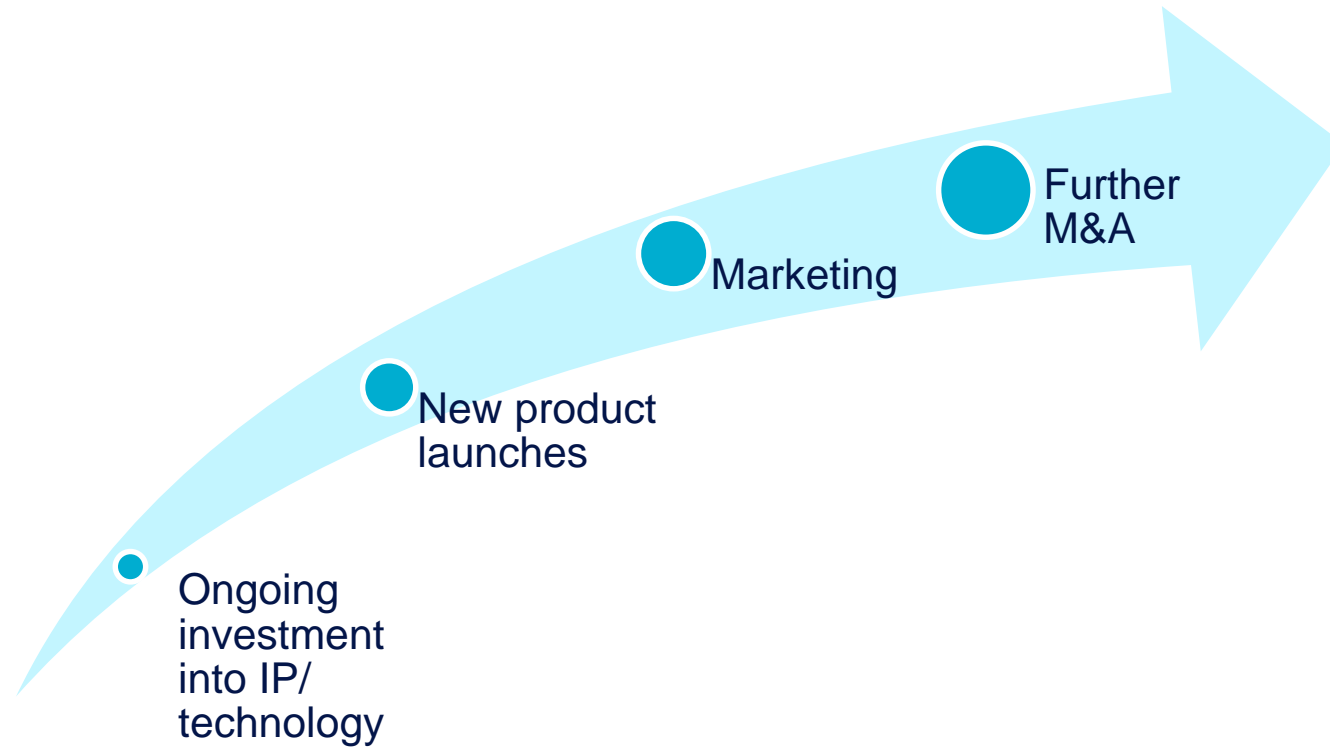 Further
M&A
Marketing
New product
launches
Ongoing
investment
into IP/
technology